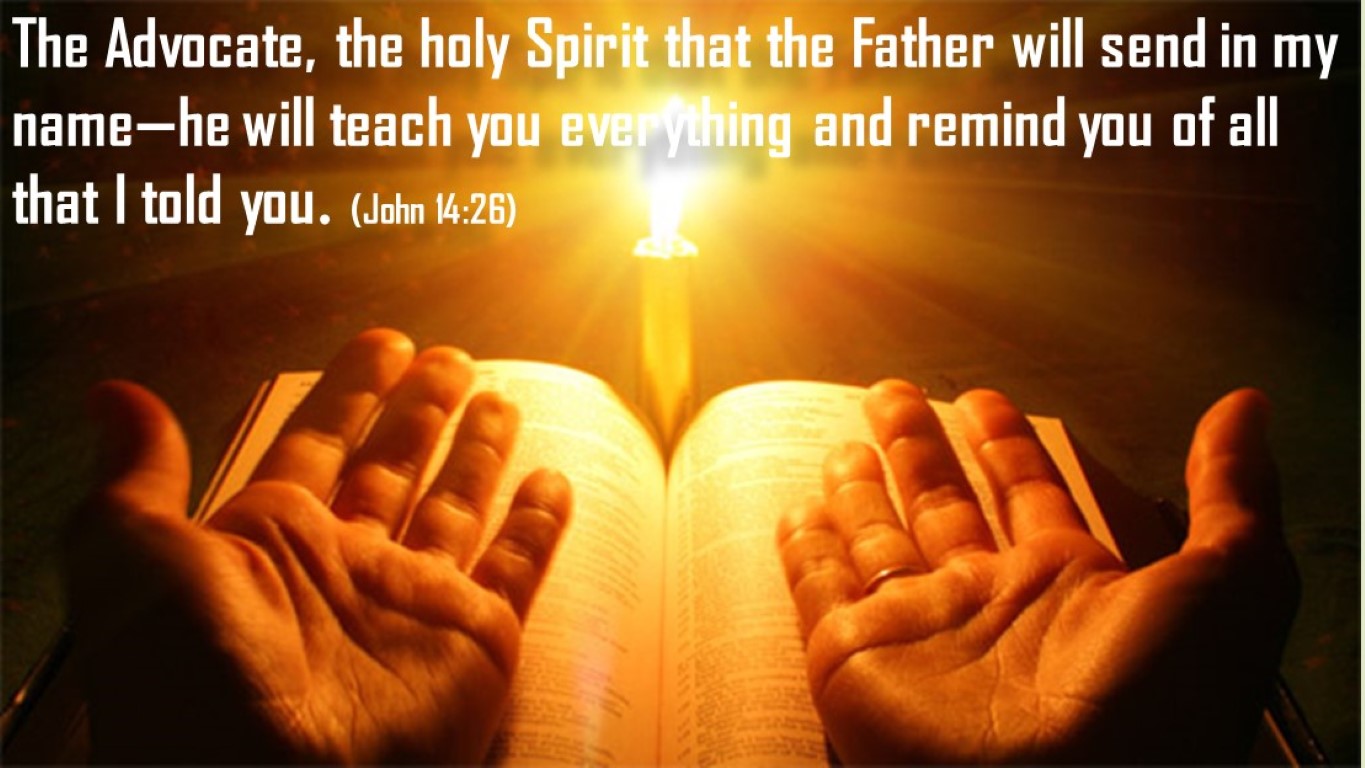 The Advocate, the holy Spirit that the Father will send in my
name—he will teach you everything and remind you of all
that I told you. (John 14:26)